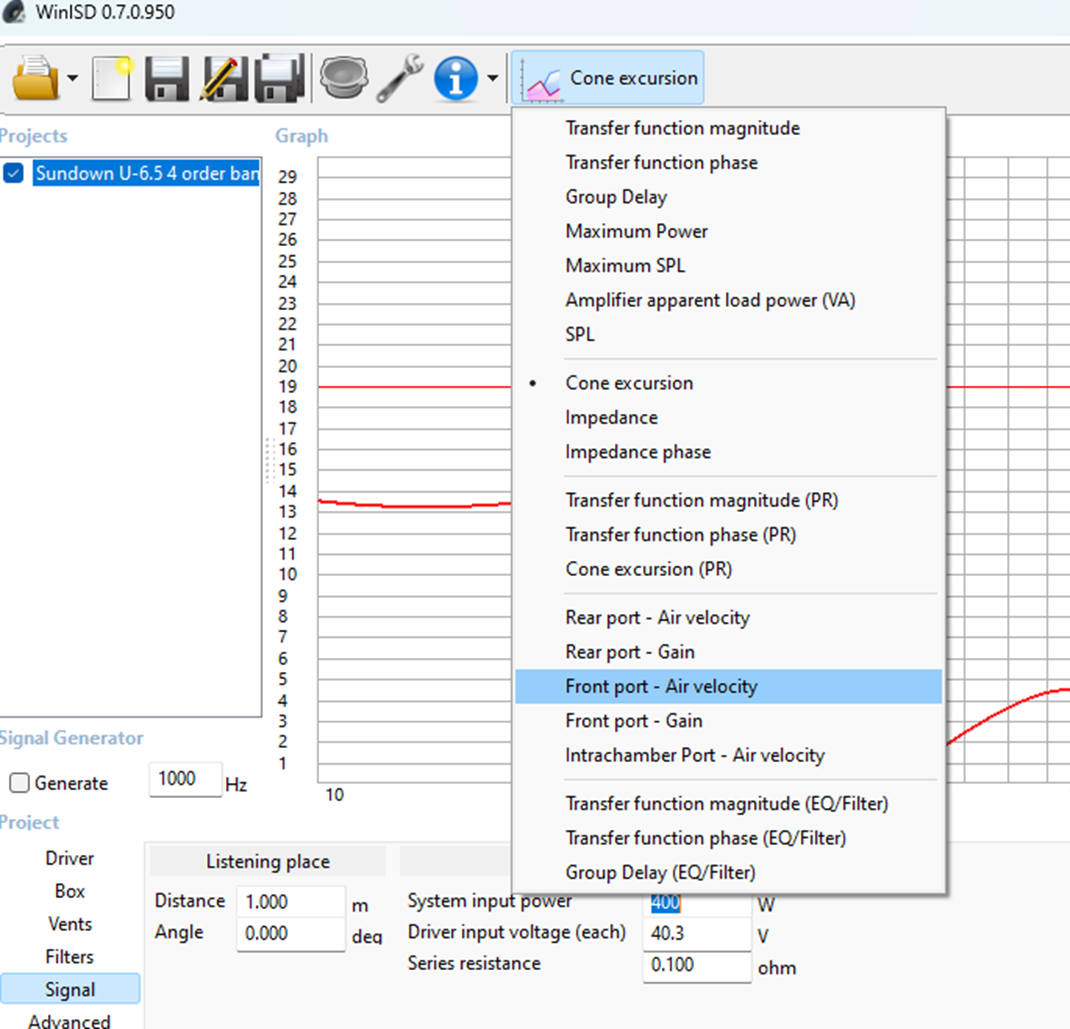 WinISD 0.7.0.950
Cone excursion
Projects
Graph
Sundown U-6.5 4 order ban
29
28
27
26
25
24
23
22
21
20
19
18
17
16
15
14
13
12
11
10
9
8
7
6
5
4
3
2
1
10
Transfer function magnitude
Transfer function phase
Group Delay
Maximum Power
Maximum SPL
Amplifier apparent load power (VA)
SPL
• Cone excursion
Impedance
Impedance phase
Transfer function magnitude (PR)
Transfer function phase (PR)
Cone excursion (PR)
Rear port - Air velocity
Rear port - Gain
Front port - Air velocity
Front port - Gain
Intrachamber Port - Air velocity
Transfer function magnitude (EQ/Filter)
Transfer function phase (EQ/Filter)
Group Delay (EQ/Filter)
Signal Generator
Generate 1000 Hz
Project
Driver
Box
Vents
Filters
Signal
Advanced
Listening place
Distance 1.000 m
Angle 0.000 deg
System input power 400 W
Driver input voltage (each) 40.3 V
Series resistance 0.100 ohm